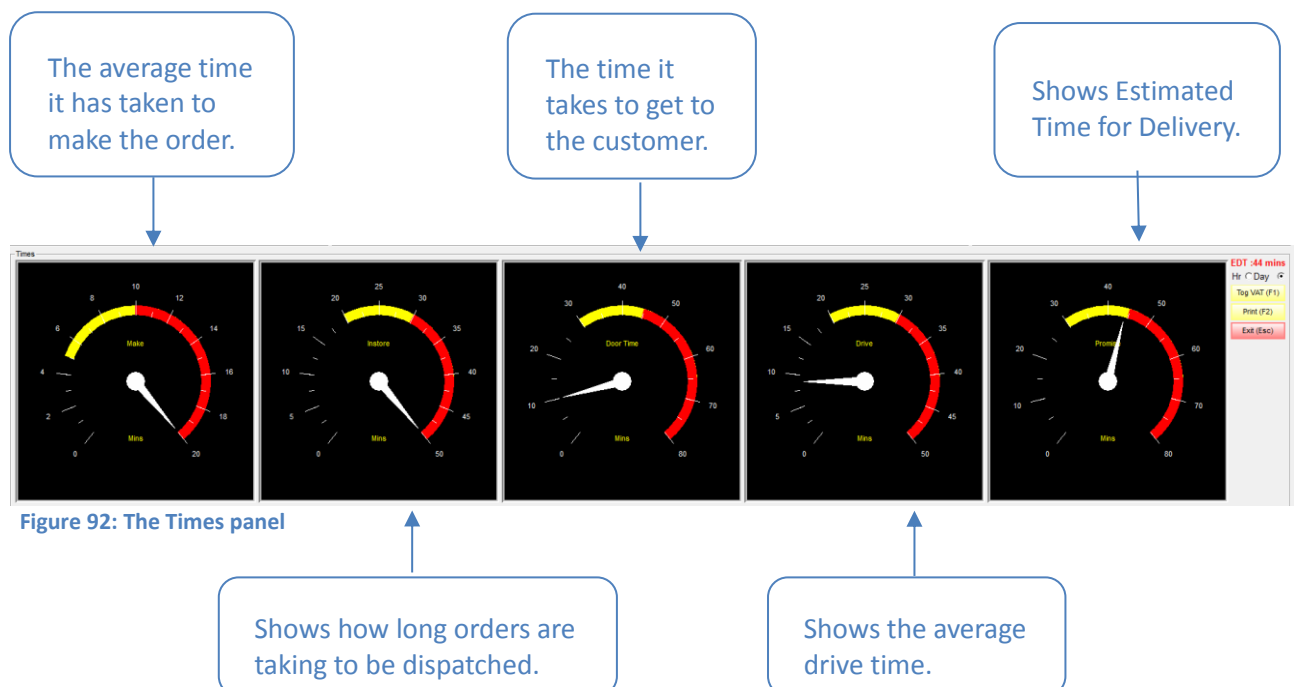 The average time
it has taken to
make the order.
The time it
takes to get to
the customer.
Shows Estimated
Time for Delivery.
Times
0
2
4
6
8
10
12
14
16
18
20
Make
Mins
0
5
10
15
20
25
30
35
40
45
50
Instore
Mins
0
10
20
30
40
50
60
70
80
Door Time
Mins
0
5
10
15
20
25
30
35
40
45
50
Drive
Mins
0
10
20
30
40
50
60
70
80
Mins
EDT :44 mins
Hr Day
Tog VAT (F1)
Print (F2)
Exit (Esc)
Figure 92: The Times panel
Shows how long orders are
taking to be dispatched.
Shows the average
drive time.